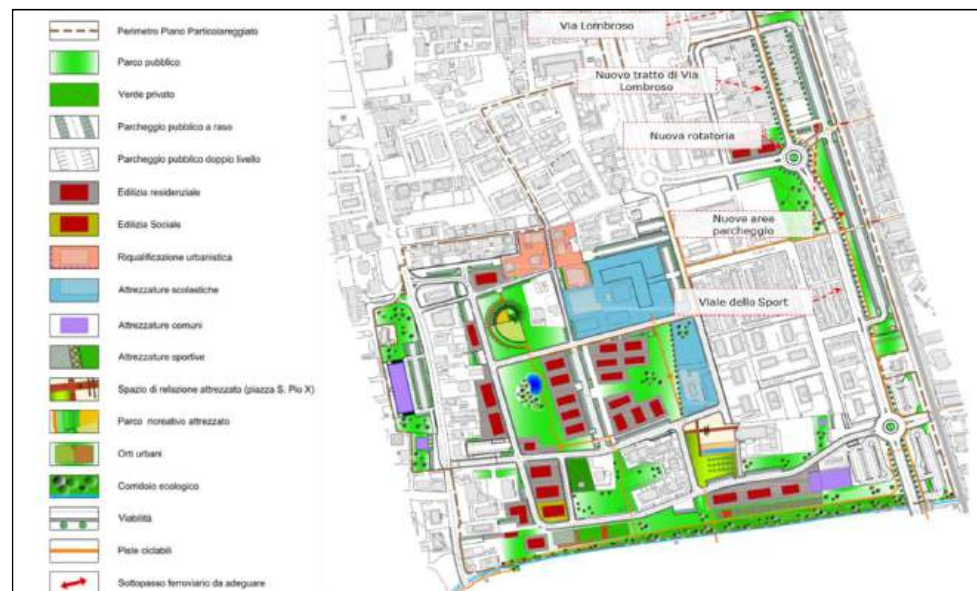 Perimetro Piano Particolareggiato
Parco pubblico
Verde privato
Parcheggio pubblico a raso
Parcheggio pubblico doppio livello
Edilizia residenziale
Edilizia Sociale
Riqualificazione urbanistica
Attrezzature scolastiche
Attrezzature comuni
Attrezzature sportive
Spazio di relazione attrezzato (piazza S. Pio X)
Parco ricreativo attrezzato
Orti urbani
Corridoio ecologico
Viabilità
Piste ciclabili
Sottopasso ferroviario da adeguare
Via Lombroso
Nuovo tratto di Via
Lombroso
Nuova rotatoria
Nuove aree
parcheggio
Viale dello Sport